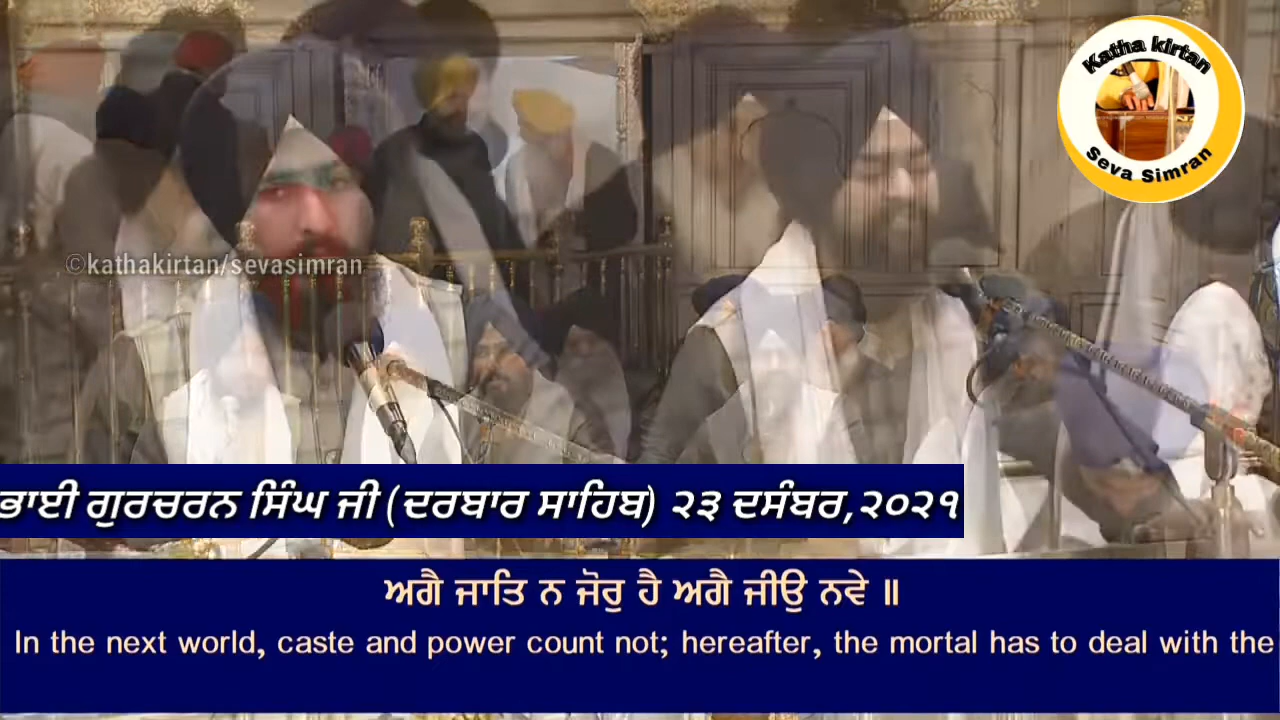 Katha kirtan
Seva Simran
©kathakirtan/sevasimran
ਭਾਈ ਗੁਰਚਰਨ ਸਿੰਘ ਜੀ (ਦਰਬਾਰ ਸਾਹਿਬ) ੨੩ ਦਸੰਬਰ,੨੦੨੧
ਅਗੈ ਜਾਤਿ ਨ ਜੋਰੁ ਹੈ ਅਗੈ ਜੀਉ ਨਵੇ ॥
In the next world, caste and power count not; hereafter, the mortal has to deal with the